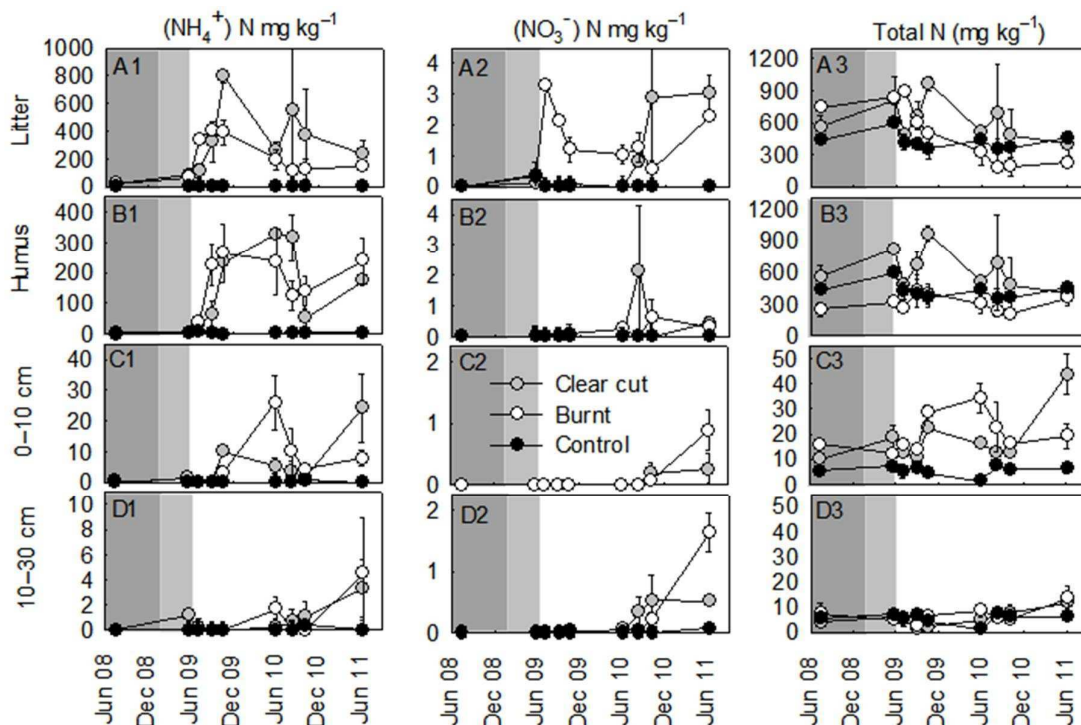 (NH₄⁺) N mg kg⁻¹
(NO₃⁻) N mg kg⁻¹
Total N (mg kg⁻¹)
Litter
1000
800
600
400
200
0
A1
4
3
2
1
0
A2
1200
900
600
300
0
A3
Humus
400
300
200
100
0
B1
4
3
2
1
0
B2
1200
900
600
300
0
B3
0–10 cm
40
30
20
10
0
C1
2
1
0
C2
Clear cut
Burnt
Control
50
40
30
20
10
0
C3
10–30 cm
10
8
6
4
2
0
D1
2
1
0
D2
50
40
30
20
10
0
D3
Jun 08
Dec 08
Jun 09
Dec 09
Jun 10
Dec 10
Jun 11
Jun 08
Dec 08
Jun 09
Dec 09
Jun 10
Dec 10
Jun 11
Jun 08
Dec 08
Jun 09
Dec 09
Jun 10
Dec 10
Jun 11